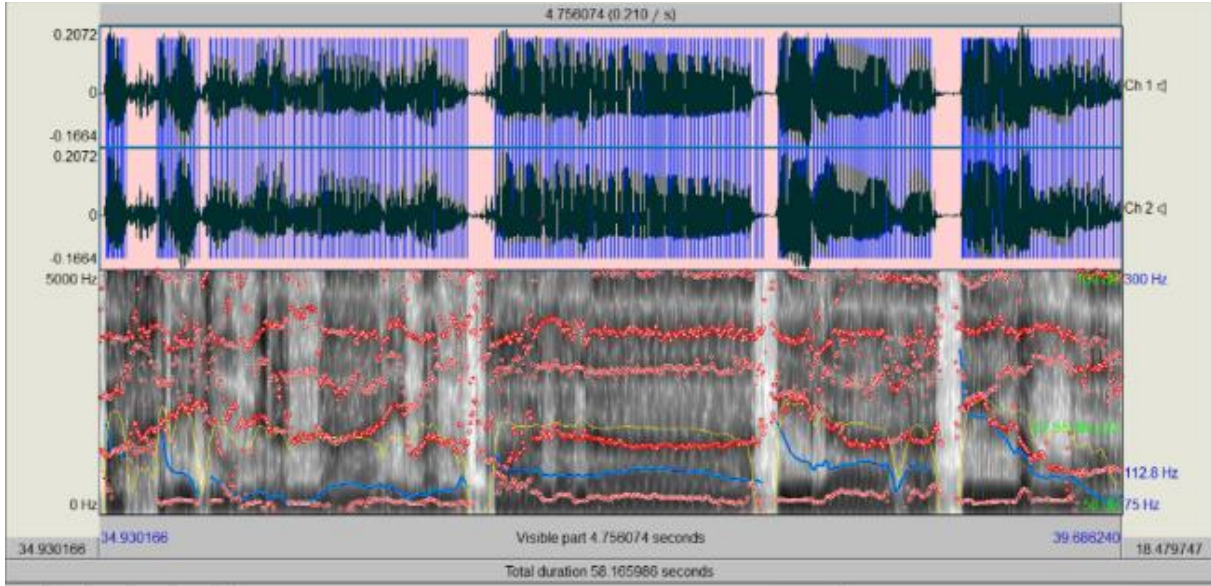 4.756074 (0.210 / s)
0.2072
0
-0.1664
Ch 1
0.2072
0
-0.1664
Ch 2
5000 Hz
300 Hz
112.8 Hz
0 Hz
75 Hz
34.930166
34.930166
Visible part 4.756074 seconds
39.686240
18.479747
Total duration 58.165986 seconds